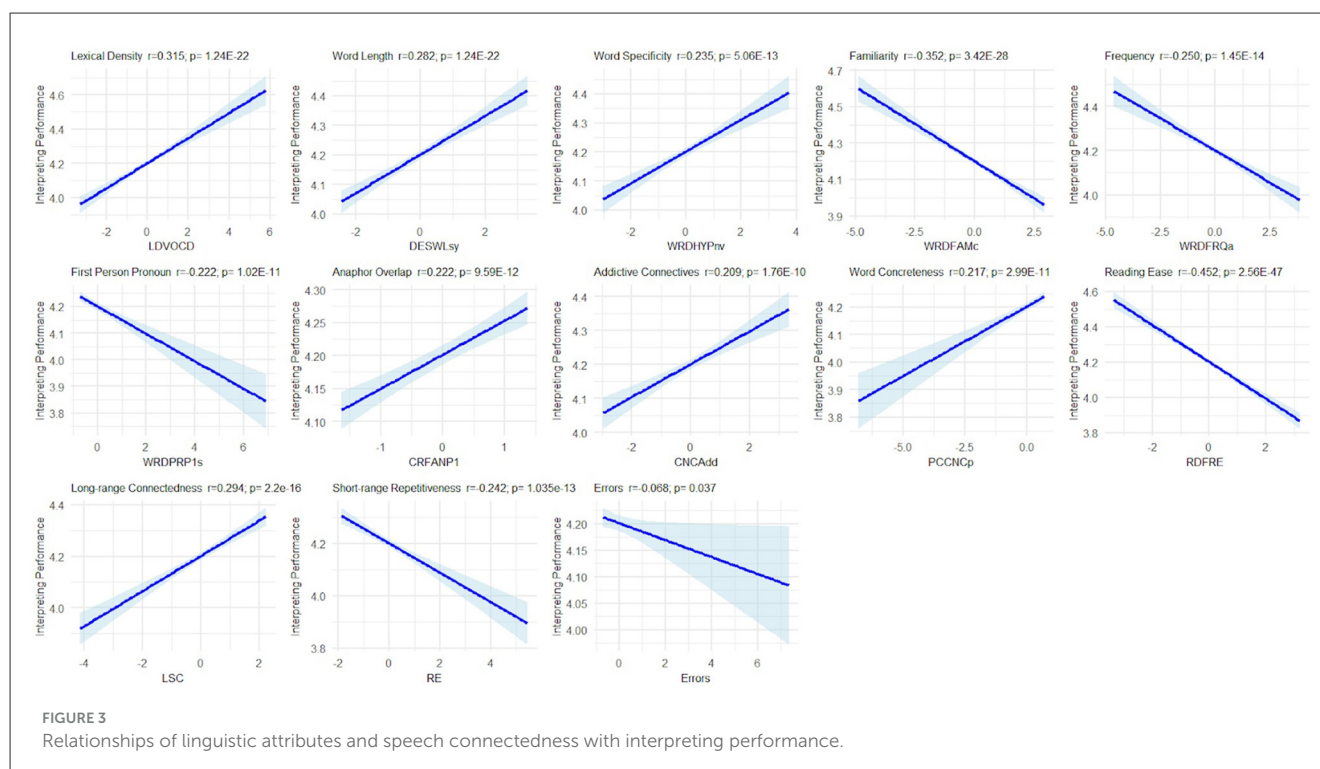 Lexical Density r=0.315; p= 1.24E-22
Interpreting Performance
4.6
4.4
4.2
4.0
-2 0 2 4 6
LDVOCD
Word Length r=0.282; p= 1.24E-22
Interpreting Performance
4.4
4.3
4.2
4.1
4.0
-2 0 2
DESWLsy
Word Specificity r=0.235; p= 5.06E-13
Interpreting Performance
4.4
4.3
4.2
4.1
4.0
-2 0 2 4
WRDHYPnv
Familiarity r=-0.352; p= 3.42E-28
Interpreting Performance
4.7
4.5
4.3
4.1
3.9
-5.0 -2.5 0.0 2.5
WRDFAMc
Frequency r=-0.250; p= 1.45E-14
Interpreting Performance
4.4
4.2
4.0
-5.0 -2.5 0.0 2.5
WRDFRQa
First Person Pronoun r=-0.222; p= 1.02E-11
Interpreting Performance
4.2
4.1
4.0
3.9
3.8
0 2 4 6
WRDPRP1s
Anaphor Overlap r=0.222; p= 9.59E-12
Interpreting Performance
4.30
4.25
4.20
4.15
4.10
-1 0 1
CRFANP1
Addictive Connectives r=0.209; p= 1.76E-10
Interpreting Performance
4.4
4.3
4.2
4.1
4.0
-2 0 2
CNCAdd
Word Concreteness r=0.217; p= 2.99E-11
Interpreting Performance
4.2
4.1
4.0
3.9
3.8
-5.0 -2.5 0.0
PCCNCp
Reading Ease r=-0.452; p= 2.56E-47
Interpreting Performance
4.6
4.4
4.2
4.0
3.8
-2 0 2
RDFRE
Long-range Connectedness r=0.294; p= 2.2e-16
Interpreting Performance
4.4
4.2
4.0
-4 -2 0 2
LSC
Short-range Repetitiveness r=-0.242; p= 1.035e-13
Interpreting Performance
4.2
4.0
3.8
-2 0 2 4
RE
Errors r=-0.068; p= 0.037
Interpreting Performance
4.20
4.15
4.10
4.05
4.00
0 2 4 6
Errors
FIGURE 3
Relationships of linguistic attributes and speech connectedness with interpreting performance.